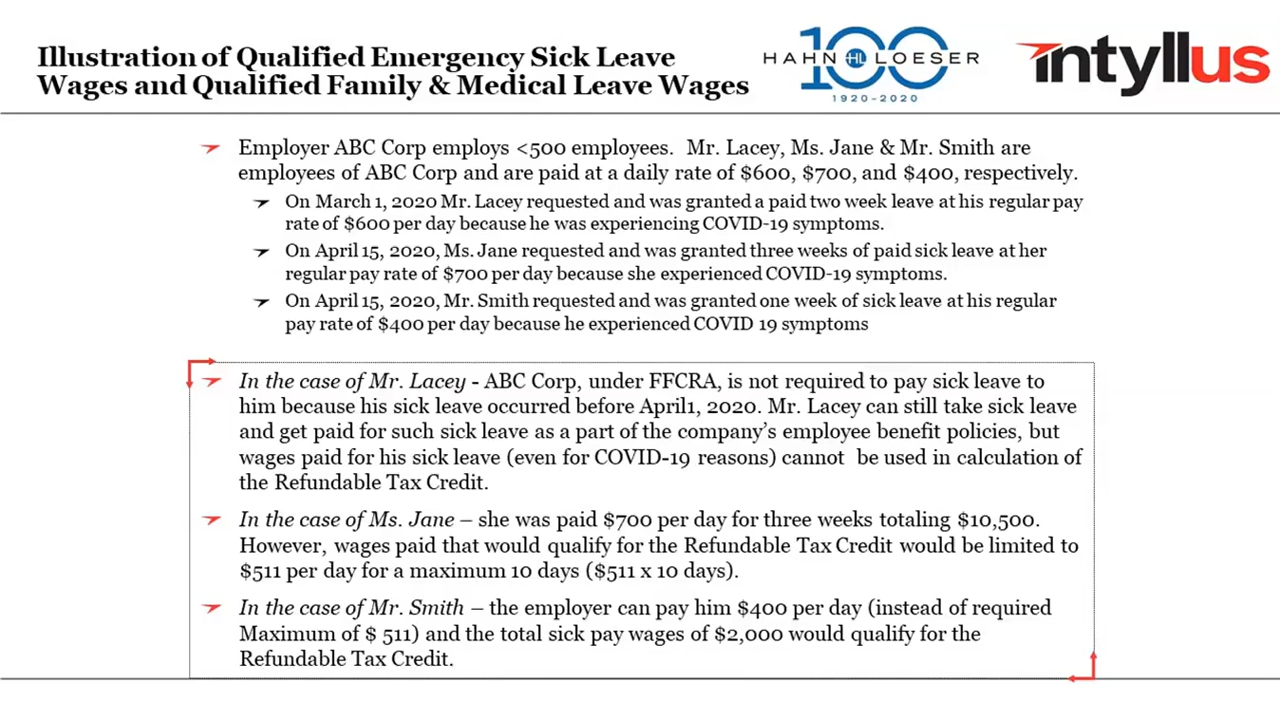 Illustration of Qualified Emergency Sick Leave
Wages and Qualified Family & Medical Leave Wages
100
HAHN HL LOESER
1920-2020
intyllus
Employer ABC Corp employs <500 employees. Mr. Lacey, Ms. Jane & Mr. Smith are
employees of ABC Corp and are paid at a daily rate of $600, $700, and $400, respectively.
On March 1, 2020 Mr. Lacey requested and was granted a paid two week leave at his regular pay
rate of $600 per day because he was experiencing COVID-19 symptoms.
On April 15, 2020, Ms. Jane requested and was granted three weeks of paid sick leave at her
regular pay rate of $700 per day because she experienced COVID-19 symptoms.
On April 15, 2020, Mr. Smith requested and was granted one week of sick leave at his regular
pay rate of $400 per day because he experienced COVID 19 symptoms
In the case of Mr. Lacey - ABC Corp, under FFCRA, is not required to pay sick leave to
him because his sick leave occurred before April1, 2020. Mr. Lacey can still take sick leave
and get paid for such sick leave as a part of the company's employee benefit policies, but
wages paid for his sick leave (even for COVID-19 reasons) cannot be used in calculation of
the Refundable Tax Credit.
In the case of Ms. Jane – she was paid $700 per day for three weeks totaling $10,500.
However, wages paid that would qualify for the Refundable Tax Credit would be limited to
$511 per day for a maximum 10 days ($511 x 10 days).
In the case of Mr. Smith – the employer can pay him $400 per day (instead of required
Maximum of $ 511) and the total sick pay wages of $2,000 would qualify for the
Refundable Tax Credit.